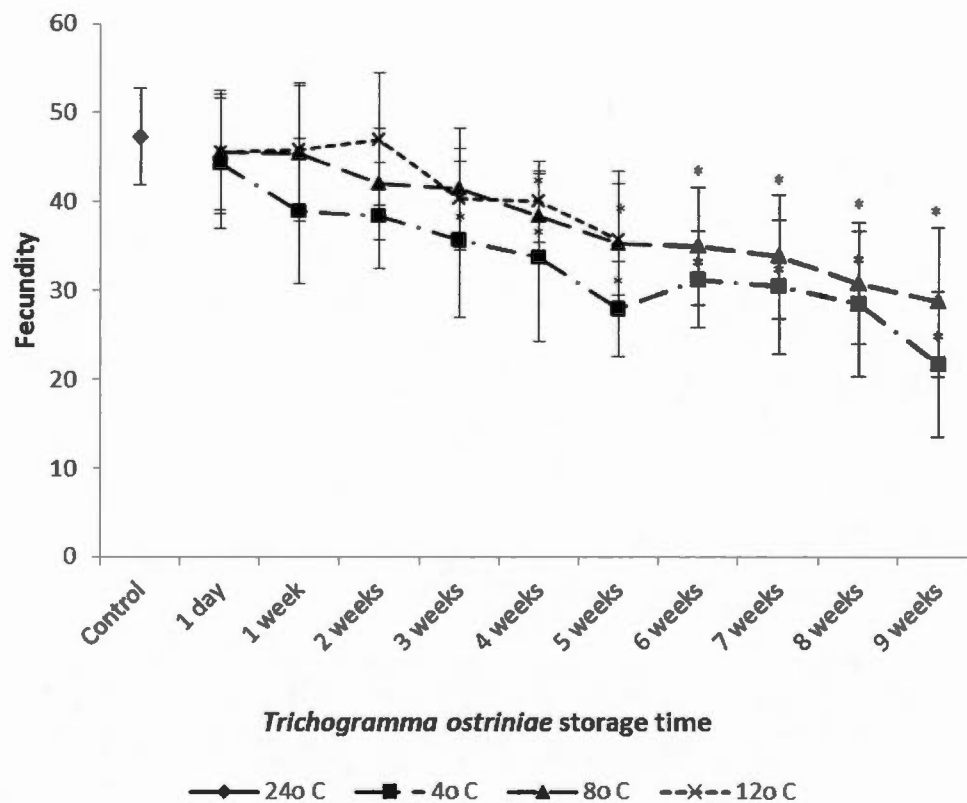 60
50
40
30
20
10
0
Fecundity
Control
1 day
1 week
2 weeks
3 weeks
4 weeks
5 weeks
6 weeks
7 weeks
8 weeks
9 weeks
Trichogramma ostriniae storage time
24o C
4o C
8o C
12o C